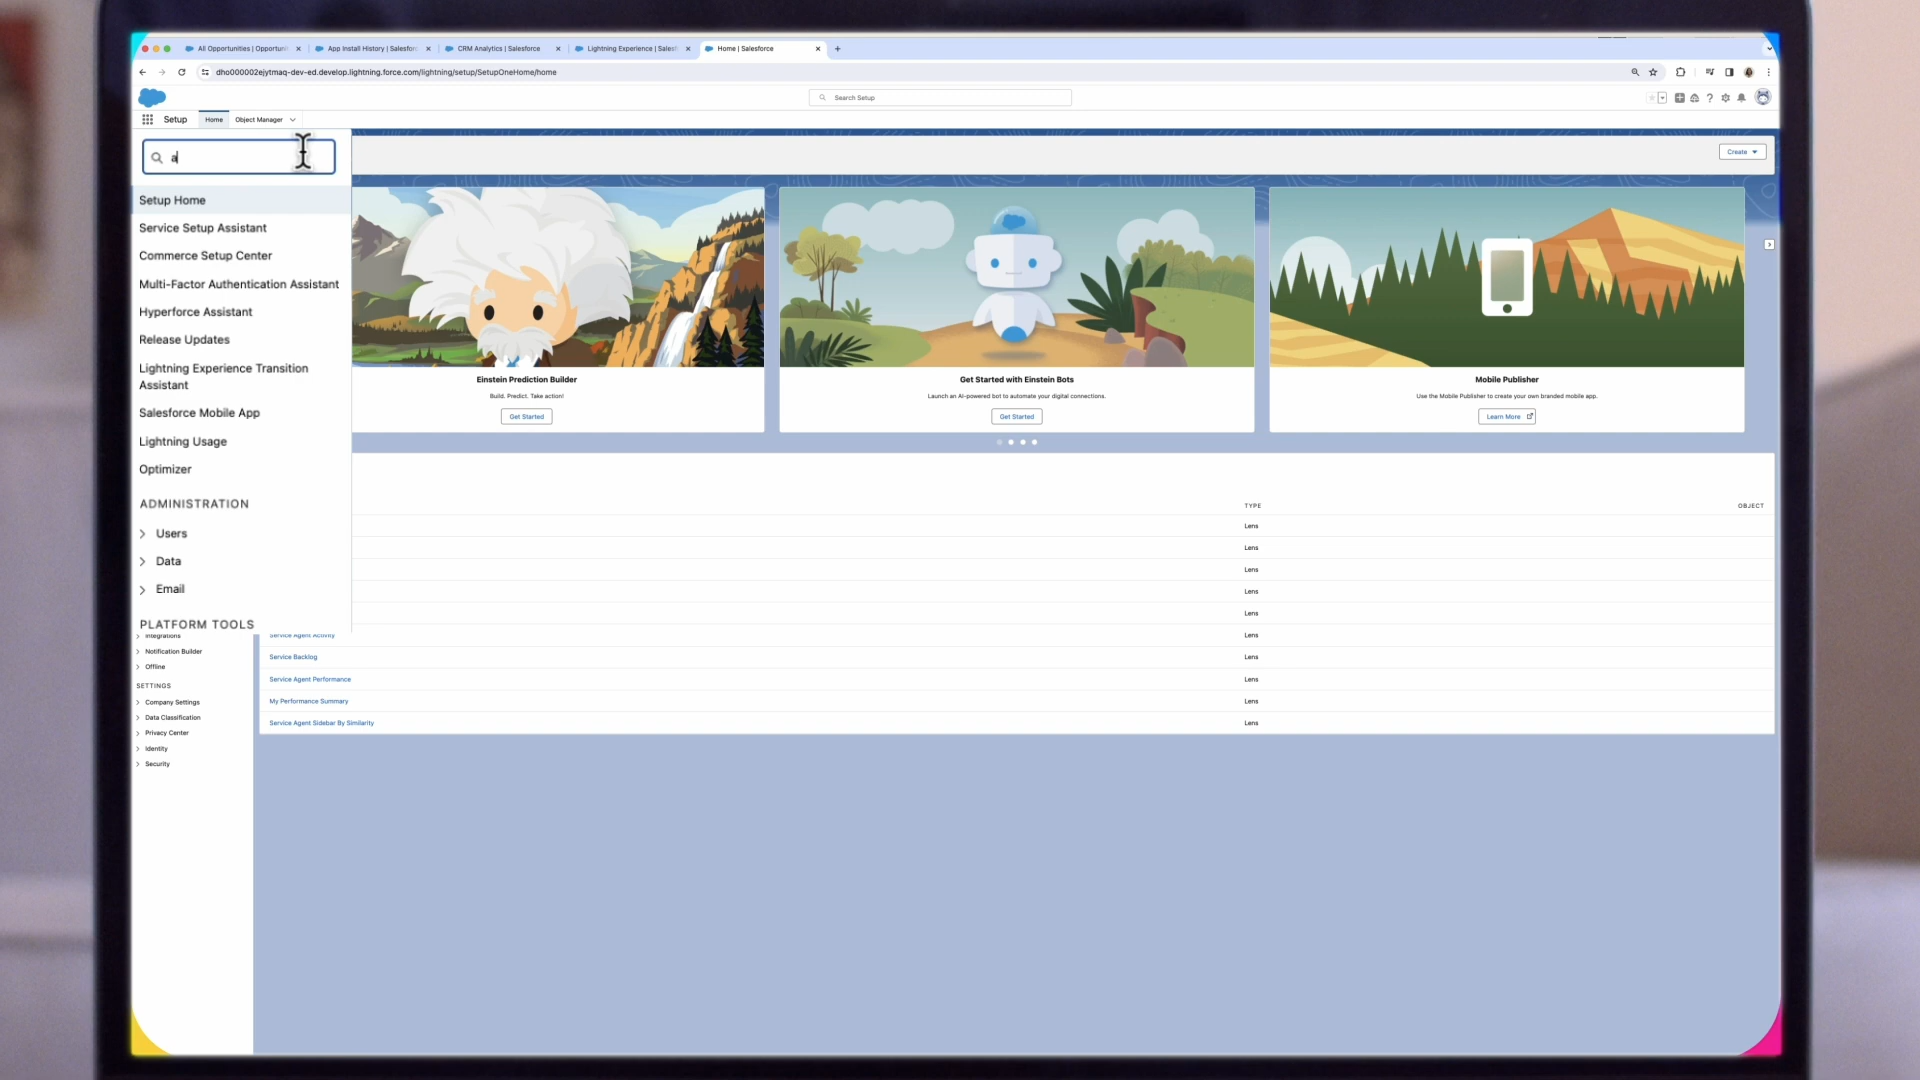 All Opportunities | Opportuni
App Install History | Salesforc
CRM Analytics | Salesforce
Lightning Experience | Salesf
Home | Salesforce
dho000002ejytmaq-dev-ed.develop.lightning.force.com/lightning/setup/SetupOneHome/home
Search Setup
Setup
Home
Object Manager
a
Create
Setup Home
Service Setup Assistant
Commerce Setup Center
Multi-Factor Authentication Assistant
Hyperforce Assistant
Release Updates
Lightning Experience Transition
Assistant
Salesforce Mobile App
Lightning Usage
Optimizer
ADMINISTRATION
Users
Data
Email
PLATFORM TOOLS
Integrations
Notification Builder
Offline
SETTINGS
Company Settings
Data Classification
Privacy Center
Identity
Security
Einstein Prediction Builder
Build. Predict. Take action!
Get Started
Get Started with Einstein Bots
Launch an AI-powered bot to automate your digital connections.
Get Started
Mobile Publisher
Use the Mobile Publisher to create your own branded mobile app.
Learn More
TYPE
OBJECT
Lens
Lens
Lens
Lens
Lens
Service Agent Activity
Lens
Service Backlog
Lens
Service Agent Performance
Lens
My Performance Summary
Lens
Service Agent Sidebar By Similarity
Lens